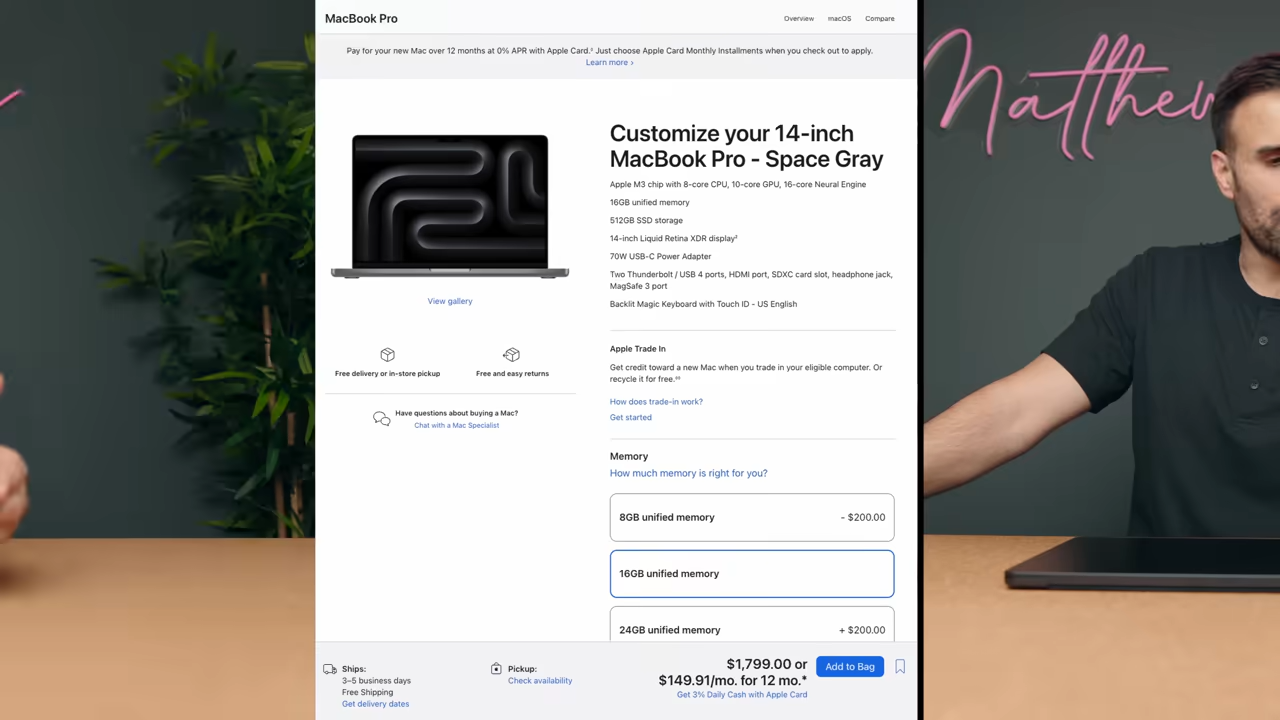 MacBook Pro
Overview
macOS
Compare
Pay for your new Mac over 12 months at 0% APR with Apple Card.◊ Just choose Apple Card Monthly Installments when you check out to apply.
Learn more >
Customize your 14-inch
MacBook Pro - Space Gray
Apple M3 chip with 8-core CPU, 10-core GPU, 16-core Neural Engine
16GB unified memory
512GB SSD storage
14-inch Liquid Retina XDR display²
70W USB-C Power Adapter
Two Thunderbolt / USB 4 ports, HDMI port, SDXC card slot, headphone jack,
MagSafe 3 port
Backlit Magic Keyboard with Touch ID - US English
View gallery
Free delivery or in-store pickup
Free and easy returns
Have questions about buying a Mac?
Chat with a Mac Specialist
Apple Trade In
Get credit toward a new Mac when you trade in your eligible computer. Or
recycle it for free.**
How does trade-in work?
Get started
Memory
How much memory is right for you?
8GB unified memory - $200.00
16GB unified memory
24GB unified memory + $200.00
Ships:
3–5 business days
Free Shipping
Get delivery dates
Pickup:
Check availability
$1,799.00 or
$149.91/mo. for 12 mo.*
Get 3% Daily Cash with Apple Card
Add to Bag
Matthew